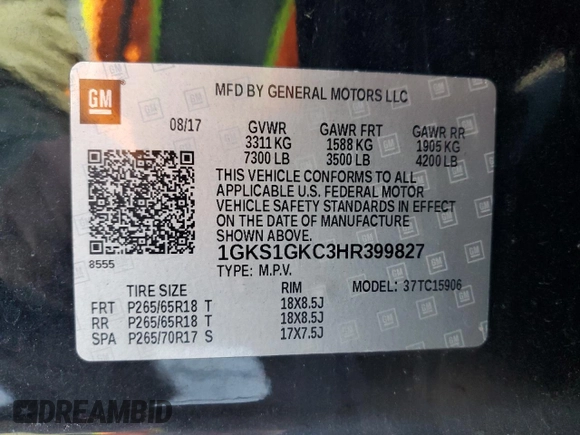 GM
MFD BY GENERAL MOTORS LLC
08/17 GVWR GAWR FRT GAWR RR
3311 KG 1588 KG 1905 KG
7300 LB 3500 LB 4200 LB
THIS VEHICLE CONFORMS TO ALL
APPLICABLE U.S. FEDERAL MOTOR
VEHICLE SAFETY STANDARDS IN EFFECT
ON THE DATE OF MANUFACTURE
SHOWN ABOVE.
8555
1GKS1GKC3HR399827
TYPE: M.P.V. MODEL: 37TC15906
TIRE SIZE RIM
FRT P265/65R18 T 18X8.5J
RR P265/65R18 T 18X8.5J
SPA P265/70R17 S 17X7.5J
DREAMBID